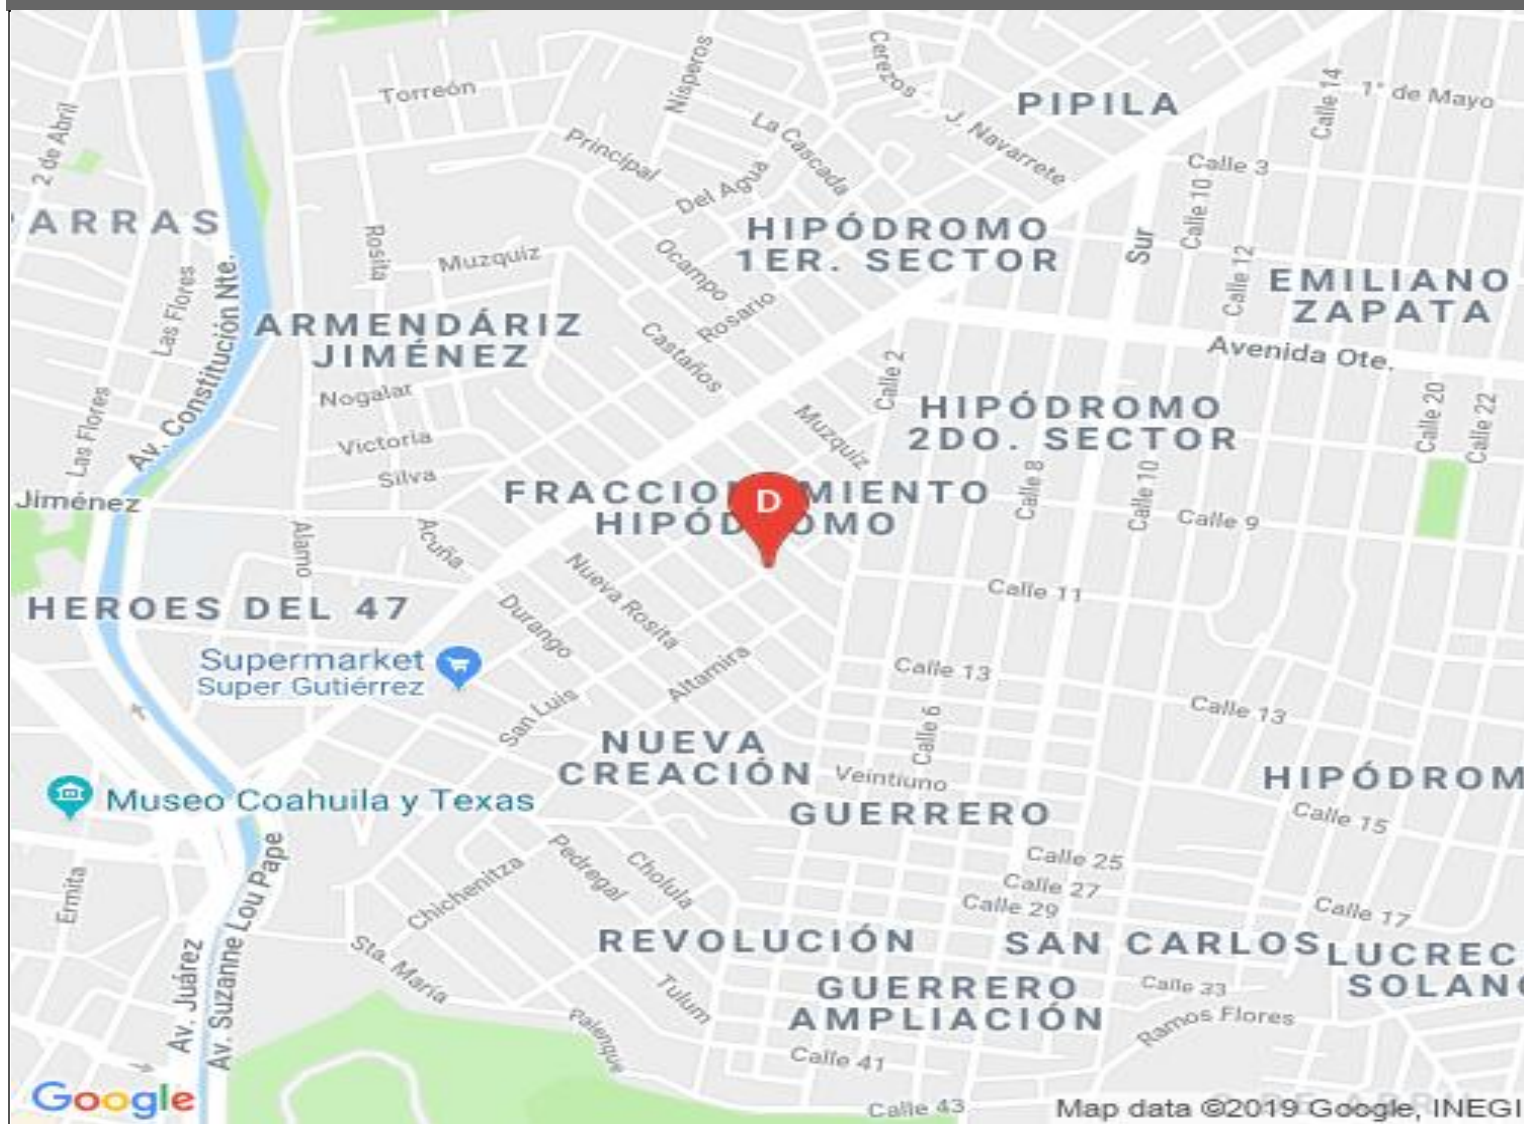 Torreón
Nísperos
Cerezos
PIPILA
Calle 14
1° de Mayo
2 de Abril
Principal
La Cascada
J. Navarrete
Calle 3
Del Agua
Calle 10
ARRAS
Rosita
Muzquiz
HIPÓDROMO
1ER. SECTOR
Ocampo
Sur
Calle 12
EMILIANO
ZAPATA
Las Flores
Av. Constitución Nte.
ARMENDÁRIZ
JIMÉNEZ
Rosario
Castaños
Avenida Ote.
Nogalar
Calle 2
HIPÓDROMO
2DO. SECTOR
Calle 20
Calle 22
Las Flores
Victoria
Muzquiz
Silva
Calle 8
Calle 10
Jiménez
FRACCIO MIENTO
HIPÓD OMO
D
Calle 9
Acuña
Alamo
Nueva Rosita
Calle 11
HEROES DEL 47
Durango
Supermarket
Super Gutiérrez
Altamira
Calle 13
San Luis
Calle 6
Calle 13
NUEVA
CREACIÓN
Veintiuno
HIPÓDROM
Museo Coahuila y Texas
GUERRERO
Calle 15
Ermita
Av. Suzanne Lou Pape
Chichenitza
Pedregal
Cholula
Calle 25
Calle 27
Calle 29
Calle 17
Av. Juárez
Sta. María
REVOLUCIÓN
SAN CARLOS
LUCREC
SOLAN
Tulum
GUERRERO
AMPLIACIÓN
Calle 33
Ramos Flores
Palenque
Calle 41
Google
Calle 43
Map data ©2019 Google, INEGI